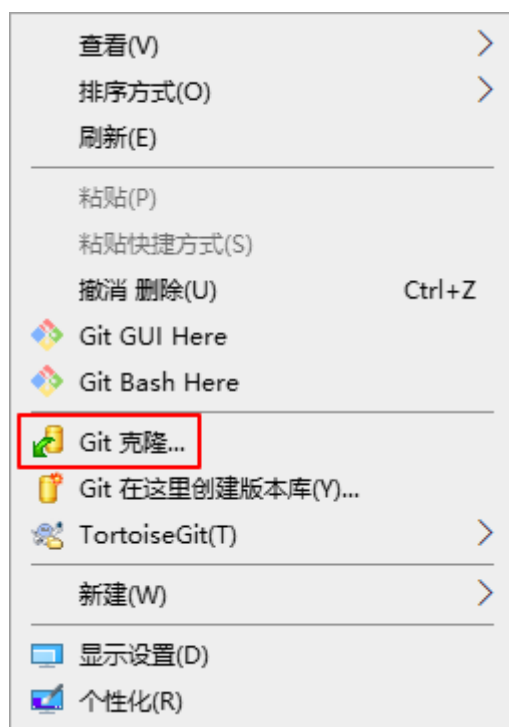 查看(V)
排序方式(O)
刷新(E)
粘贴(P)
粘贴快捷方式(S)
撤消 删除(U) Ctrl+Z
Git GUI Here
Git Bash Here
Git 克隆...
Git 在这里创建版本库(Y)...
TortoiseGit(T)
新建(W)
显示设置(D)
个性化(R)